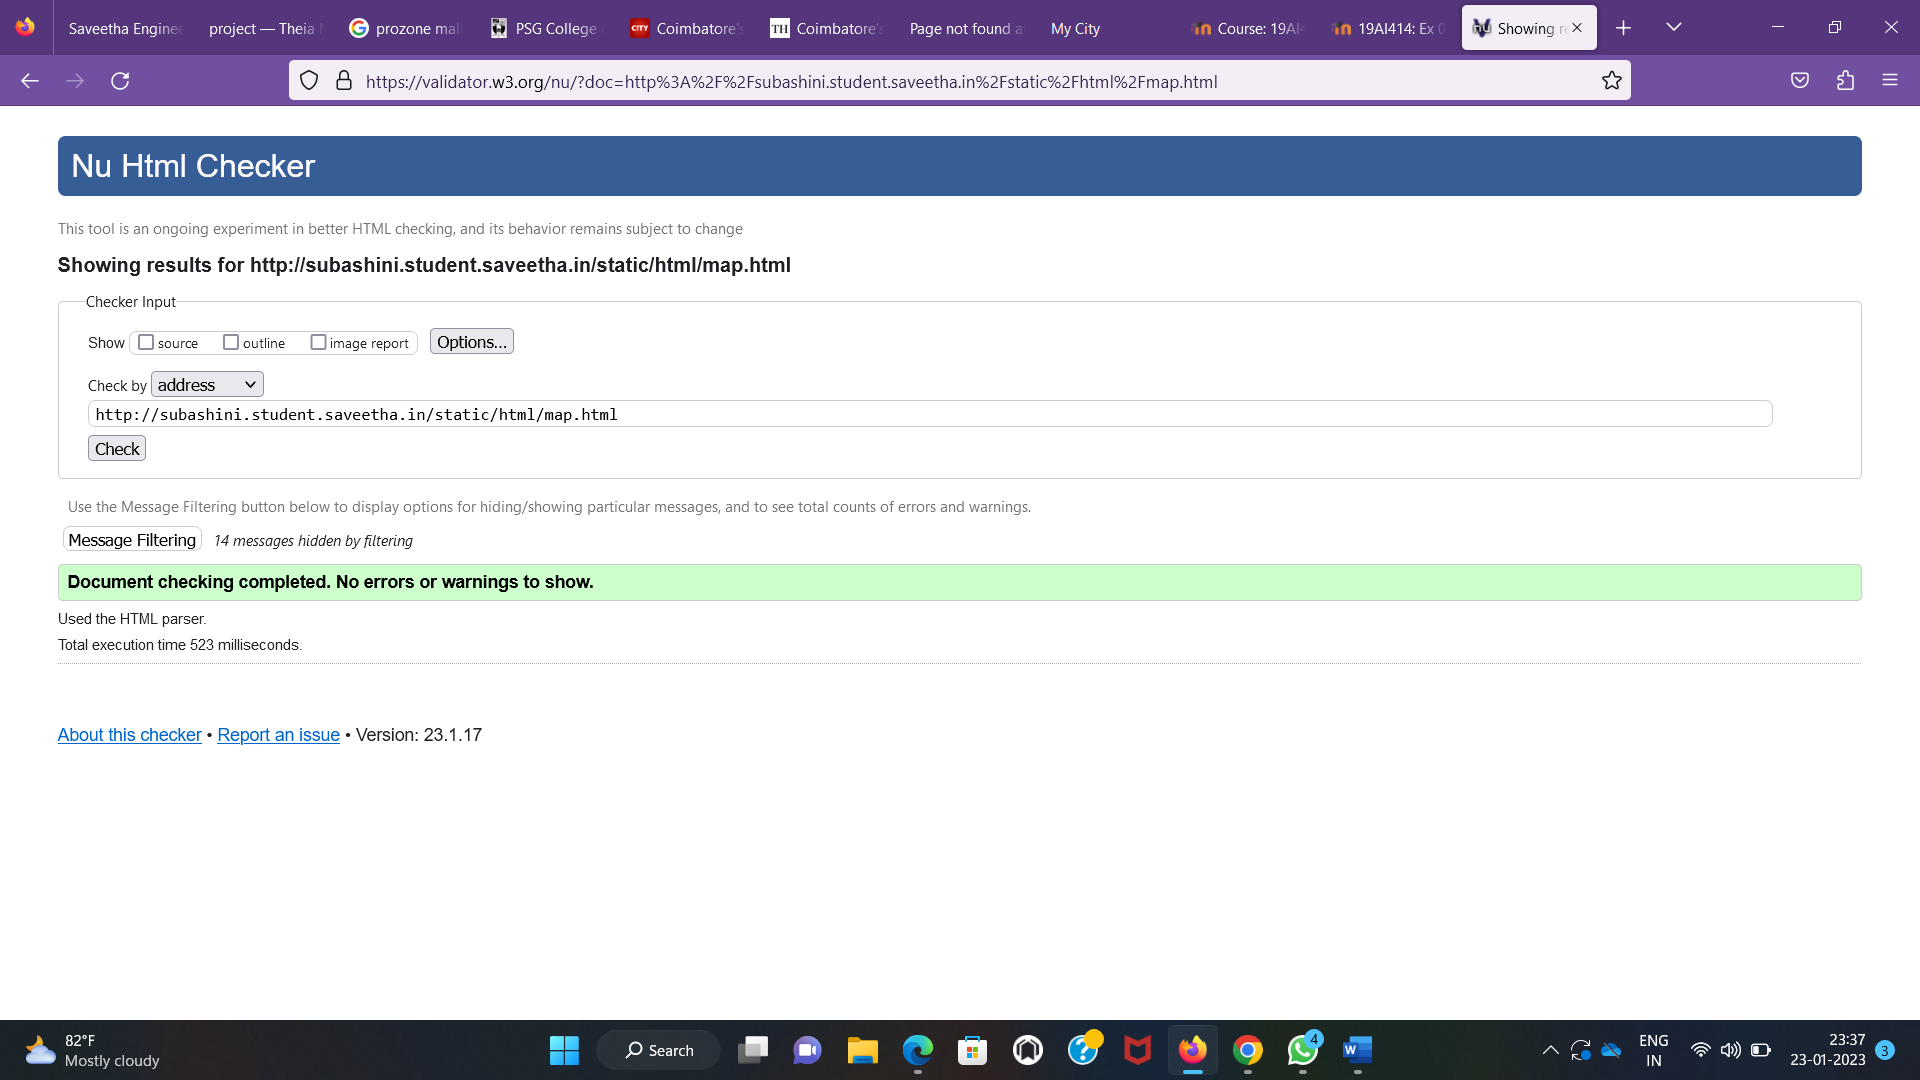 Saveetha Engine
project — Theia
prozone mal
PSG College
CITY Coimbatore's
TH Coimbatore's
Page not found a
My City
Course: 19AI
19AI414: Ex 0
Showing re
https://validator.w3.org/nu/?doc=http%3A%2F%2Fsubashini.student.saveetha.in%2Fstatic%2Fhtml%2Fmap.html
Nu Html Checker
This tool is an ongoing experiment in better HTML checking, and its behavior remains subject to change
Showing results for http://subashini.student.saveetha.in/static/html/map.html
Checker Input
Show source outline image report Options...
Check by address
http://subashini.student.saveetha.in/static/html/map.html
Check
Use the Message Filtering button below to display options for hiding/showing particular messages, and to see total counts of errors and warnings.
Message Filtering 14 messages hidden by filtering
Document checking completed. No errors or warnings to show.
Used the HTML parser.
Total execution time 523 milliseconds.
About this checker • Report an issue • Version: 23.1.17
82°F
Mostly cloudy
Search
4
ENG
IN
23:37
23-01-2023
3